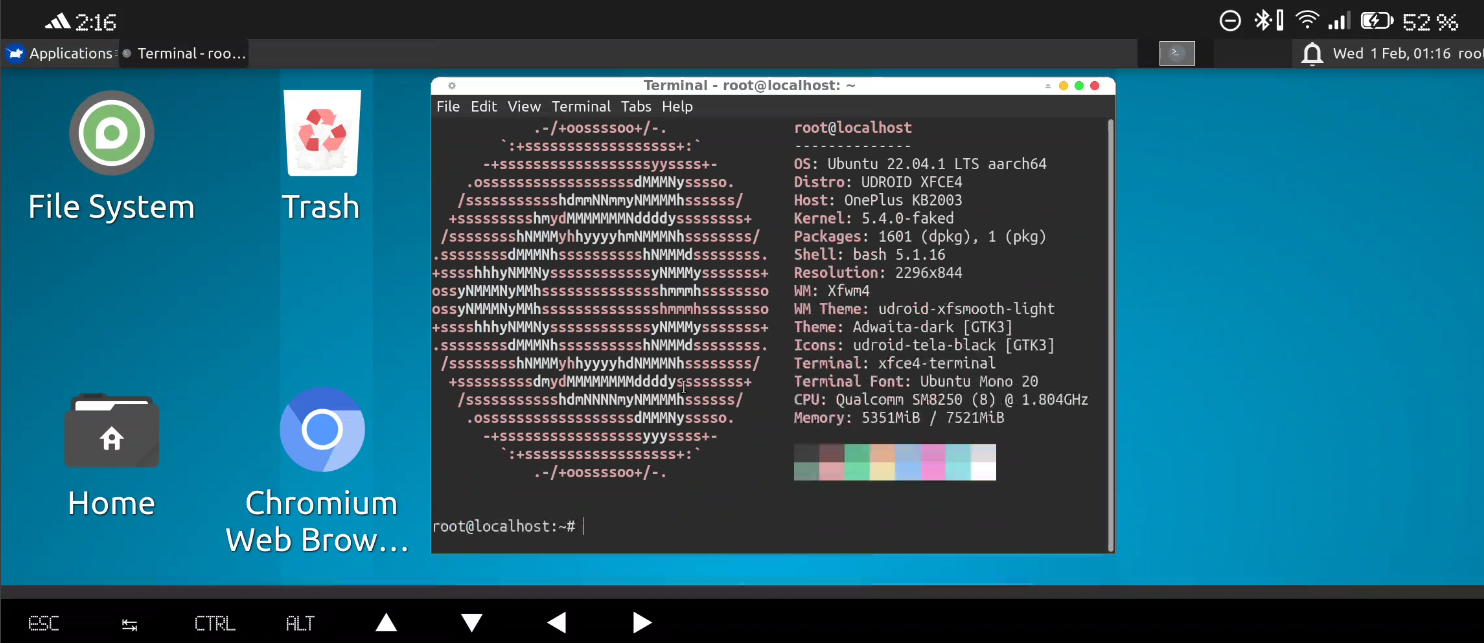 2:16
52 %
Applications
Terminal - roo...
Wed 1 Feb, 01:16
root
File System
Trash
Home
Chromium
Web Brow...
Terminal - root@localhost: ~
File Edit View Terminal Tabs Help
.-/+oossssoo+/-. root@localhost
`:+ssssssssssssssssss+:` --------------
-+ssssssssssssssssssyyssss+- OS: Ubuntu 22.04.1 LTS aarch64
.ossssssssssssssssssdMMMNysssso. Distro: UDROID XFCE4
/ssssssssssshdmmNNmmyNMMMMhssssss/ Host: OnePlus KB2003
+ssssssssshmydMMMMMMMNddddyssssssss+ Kernel: 5.4.0-faked
/sssssssshNMMMyhhyyyyhmNMMMNhssssssss/ Packages: 1601 (dpkg), 1 (pkg)
.ssssssssdMMMNhsssssssssshNMMMdssssssss. Shell: bash 5.1.16
+sssshhhyNMMNyssssssssssssyNMMMysssssss+ Resolution: 2296x844
ossyNMMMNyMMhsssssssssssssshmmmhssssssso WM: Xfwm4
ossyNMMMNyMMhsssssssssssssshmmmhssssssso WM Theme: udroid-xfsmooth-light
+sssshhhyNMMNyssssssssssssyNMMMysssssss+ Theme: Adwaita-dark [GTK3]
.ssssssssdMMMNhsssssssssshNMMMdssssssss. Icons: udroid-tela-black [GTK3]
/sssssssshNMMMyhhyyyyhdNMMMNhssssssss/ Terminal: xfce4-terminal
+sssssssssdmydMMMMMMMMddddyssssssss+ Terminal Font: Ubuntu Mono 20
/ssssssssssshdmNNNNmyNMMMMhssssss/ CPU: Qualcomm SM8250 (8) @ 1.804GHz
.ossssssssssssssssssdMMMNysssso. Memory: 5351MiB / 7521MiB
-+sssssssssssssssssyyyssss+-
`:+ssssssssssssssssss+:`
.-/+oossssoo+/-.
root@localhost:~#
ESC CTRL ALT